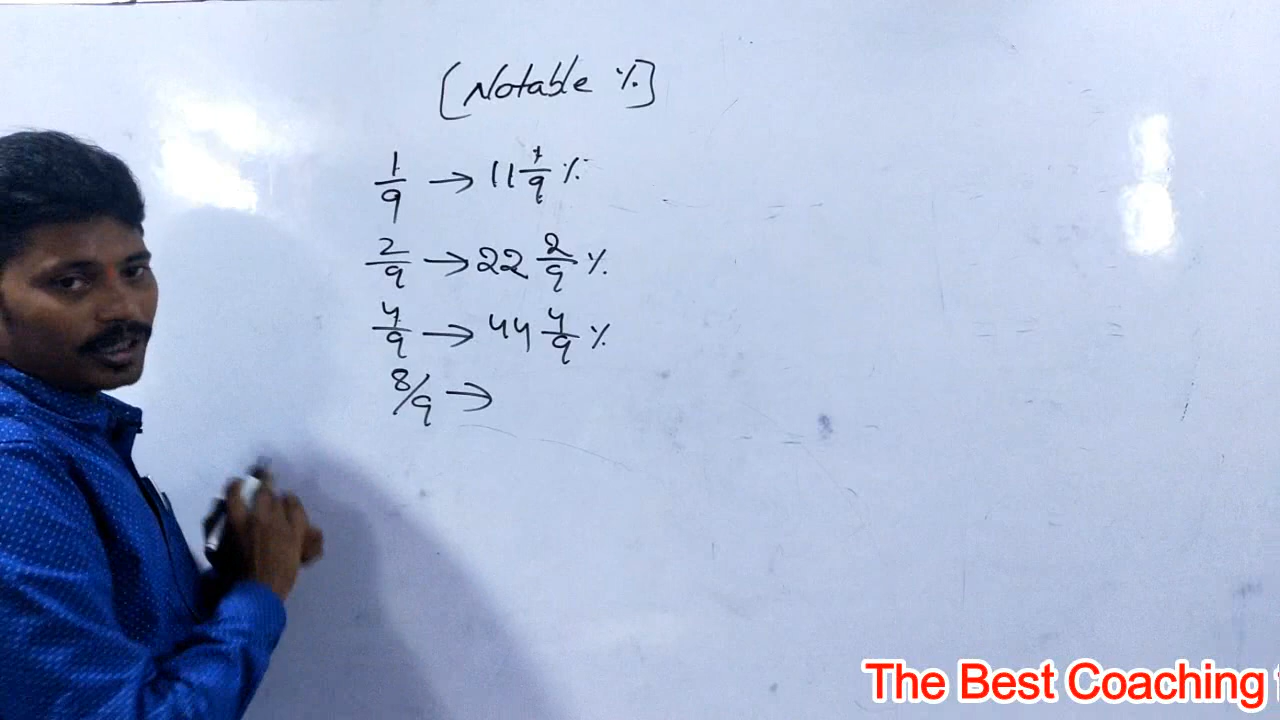 [Notable %]
1/9 → 11 1/9 %
2/9 → 22 2/9 %
4/9 → 44 4/9 %
8/9 →
The Best Coaching